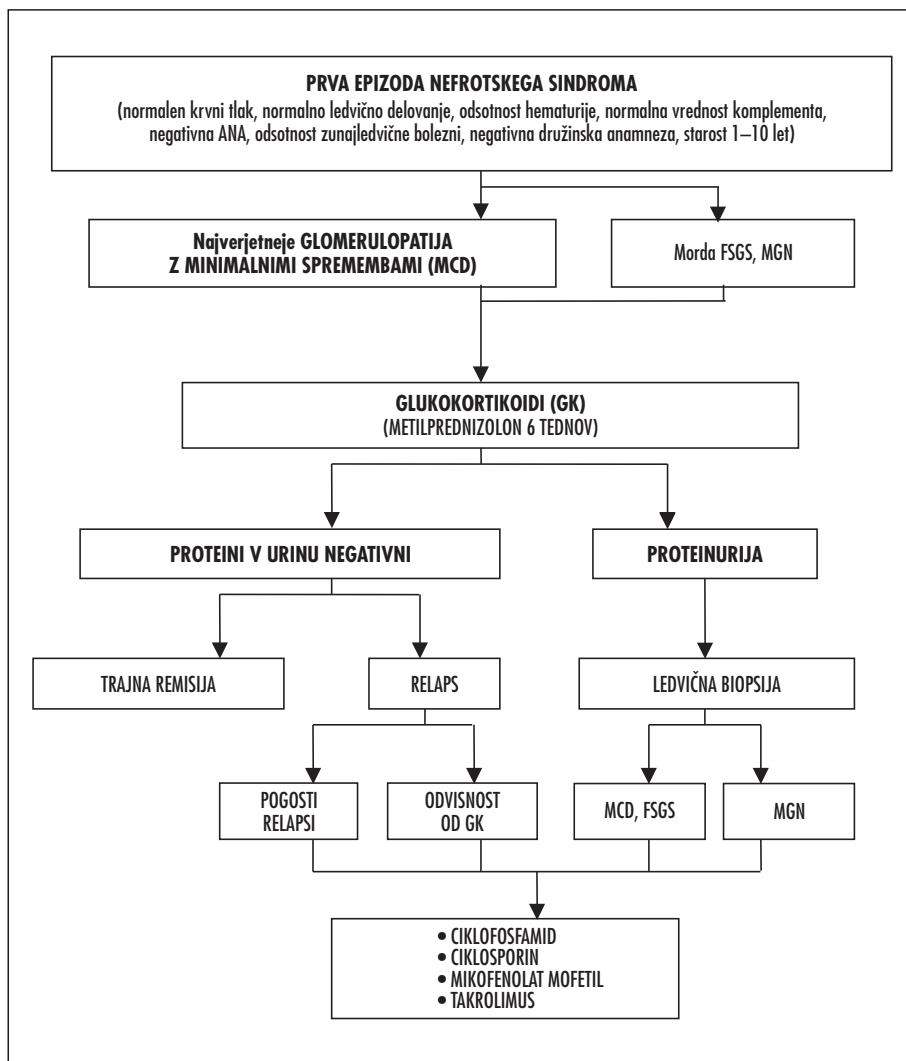 PRVA EPIZODA NEFROTSKEGA SINDROMA
(normalen krvni tlak, normalno ledvično delovanje, odsotnost hematurije, normalna vrednost komplementa,
negativna ANA, odsotnost zunajledvične bolezni, negativna družinska anamneza, starost 1–10 let)
Najverjetneje GLOMERULOPATIJA
Z MINIMALNIMI SPREMEMBAMI (MCD)
Morda FSGS, MGN
GLUKOKORTIKOIDI (GK)
(METILPREDNIZOLON 6 TEDNOV)
PROTEINI V URINU NEGATIVNI
PROTEINURIJA
TRAJNA REMISIJA
RELAPS
LEDVIČNA BIOPSIJA
POGOSTI
RELAPSI
ODVISNOST
OD GK
MCD, FSGS
MGN
• CIKLOFOSFAMID
• CIKLOSPORIN
• MIKOFENOLAT MOFETIL
• TAKROLIMUS